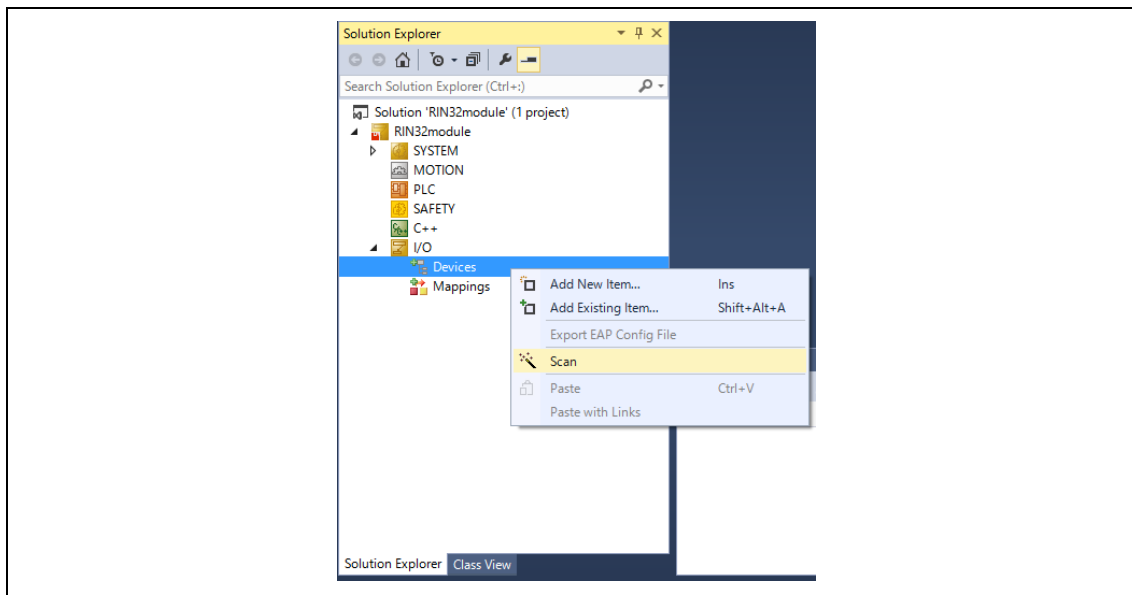 Solution Explorer
Search Solution Explorer (Ctrl+:)
Solution 'RIN32module' (1 project)
RIN32module
SYSTEM
MOTION
PLC
SAFETY
C++
I/O
Devices
Mappings
Add New Item... Ins
Add Existing Item... Shift+Alt+A
Export EAP Config File
Scan
Paste Ctrl+V
Paste with Links
Solution Explorer Class View